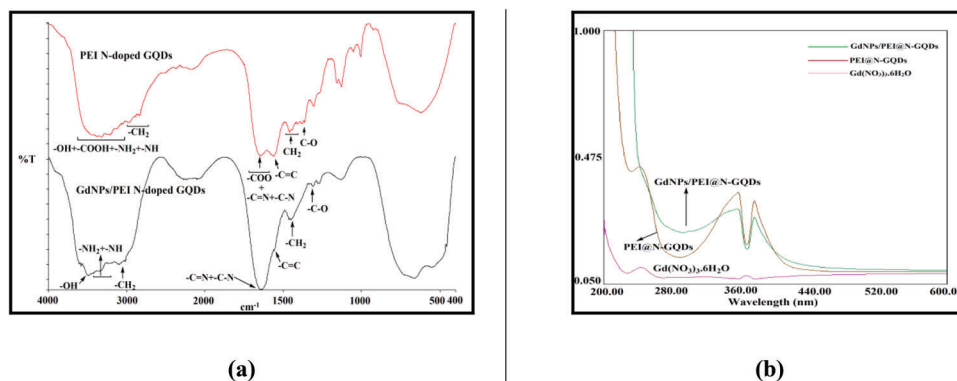 PEI N-doped GQDs
-CH2
-OH+-COOH+-NH2+-NH
CH2
C-O
-C=C
-COO
+
-C=N+-C-N
%T
GdNPs/PEI N-doped GQDs
-NH2+-NH
-OH
-CH2
-C=N+-C-N
-C=C
-CH2
-C-O
4000
3000
2000
1500
1000
500 400
cm-1
(a)
1.000
0.475
0.050
GdNPs/PEI@N-GQDs
PEI@N-GQDs
Gd(NO3)3.6H2O
GdNPs/PEI@N-GQDs
PEI@N-GQDs
Gd(NO3)3.6H2O
200.00
280.00
360.00
440.00
520.00
600.0
Wavelength (nm)
(b)